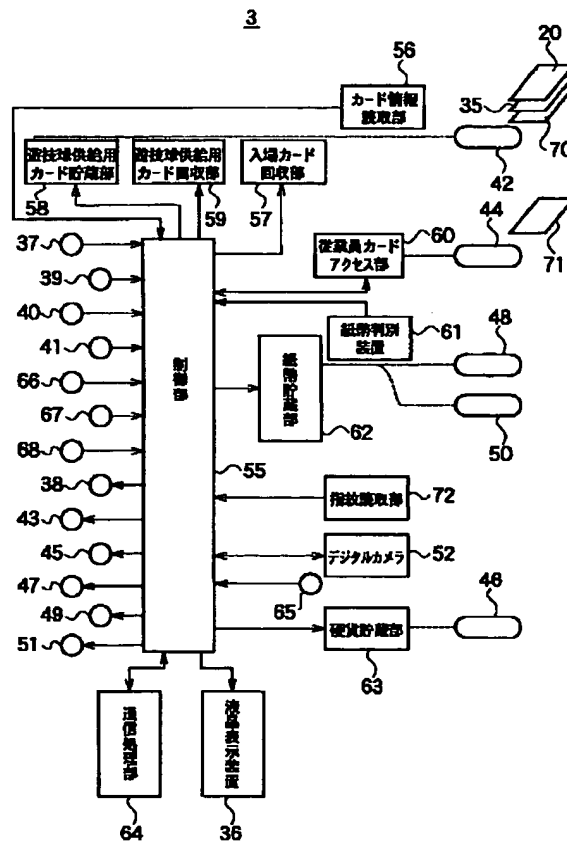 3
56
20
カード情報
読取部
35
遊技球供給用
カード貯蔵部
遊技球供給用
カード回収部
入場カード
回収部
42
70
58
59
57
37
従業員カード
アクセス部
60
44
71
39
40
紙幣判別
装置
61
48
41
制御部
紙幣貯蔵部
66
62
50
67
68
55
38
指紋読取部
72
43
デジタルカメラ
52
45
65
46
47
49
硬貨貯蔵部
51
63
通信処理部
液晶表示装置
64
36